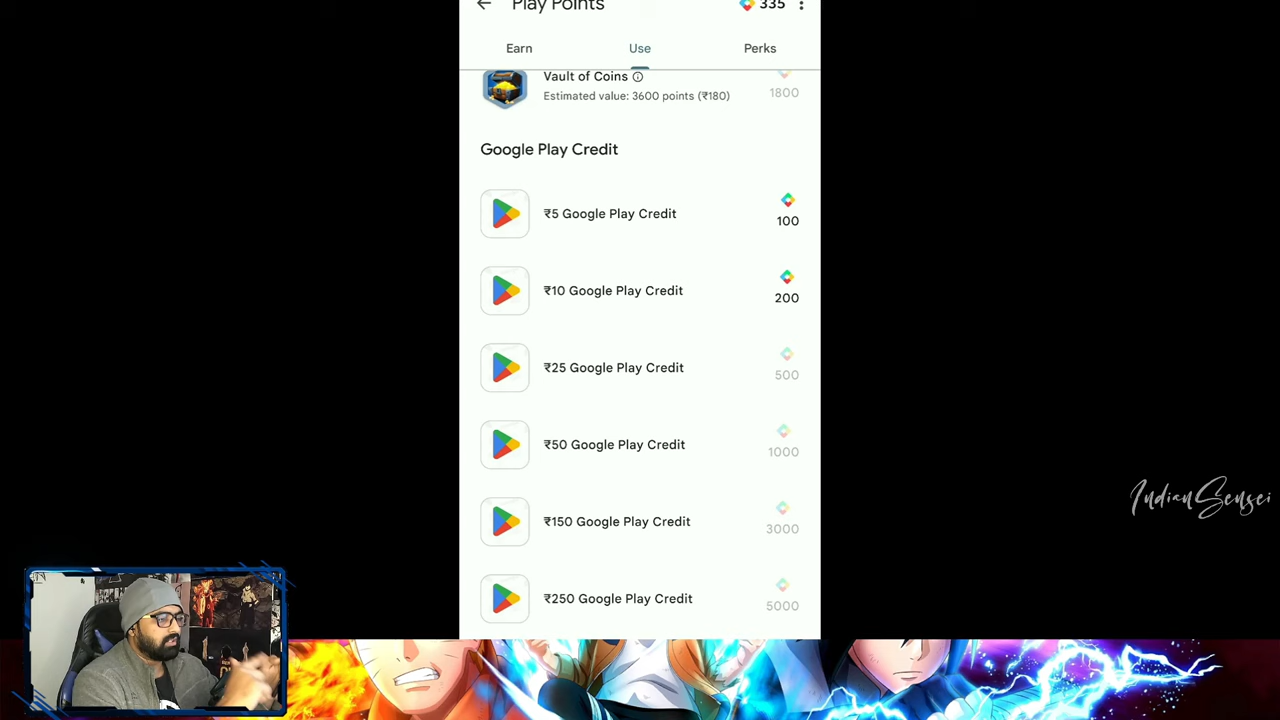 Play Points
335
Earn
Use
Perks
Vault of Coins
Estimated value: 3600 points (₹180)
1800
Google Play Credit
₹5 Google Play Credit
100
₹10 Google Play Credit
200
₹25 Google Play Credit
500
₹50 Google Play Credit
1000
₹150 Google Play Credit
3000
₹250 Google Play Credit
5000
IndianSensei